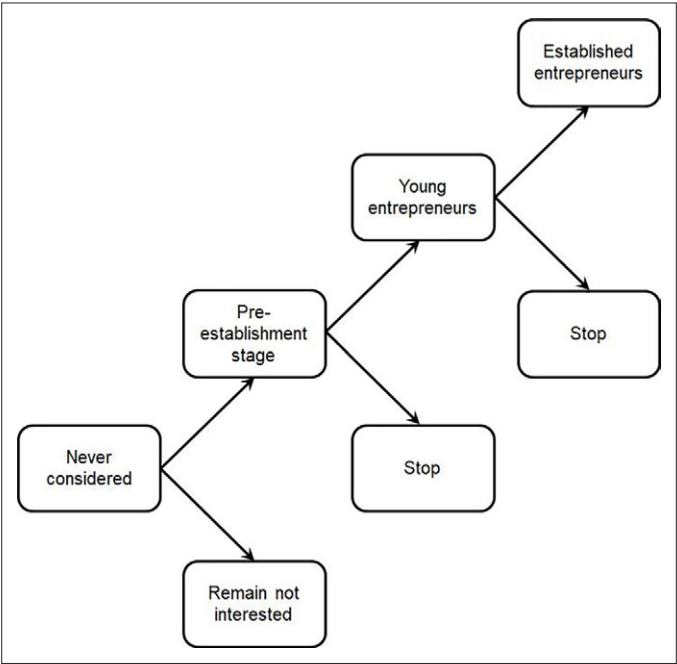 Established
entrepreneurs
Young
entrepreneurs
Pre-
establishment
stage
Stop
Never
considered
Stop
Remain not
interested